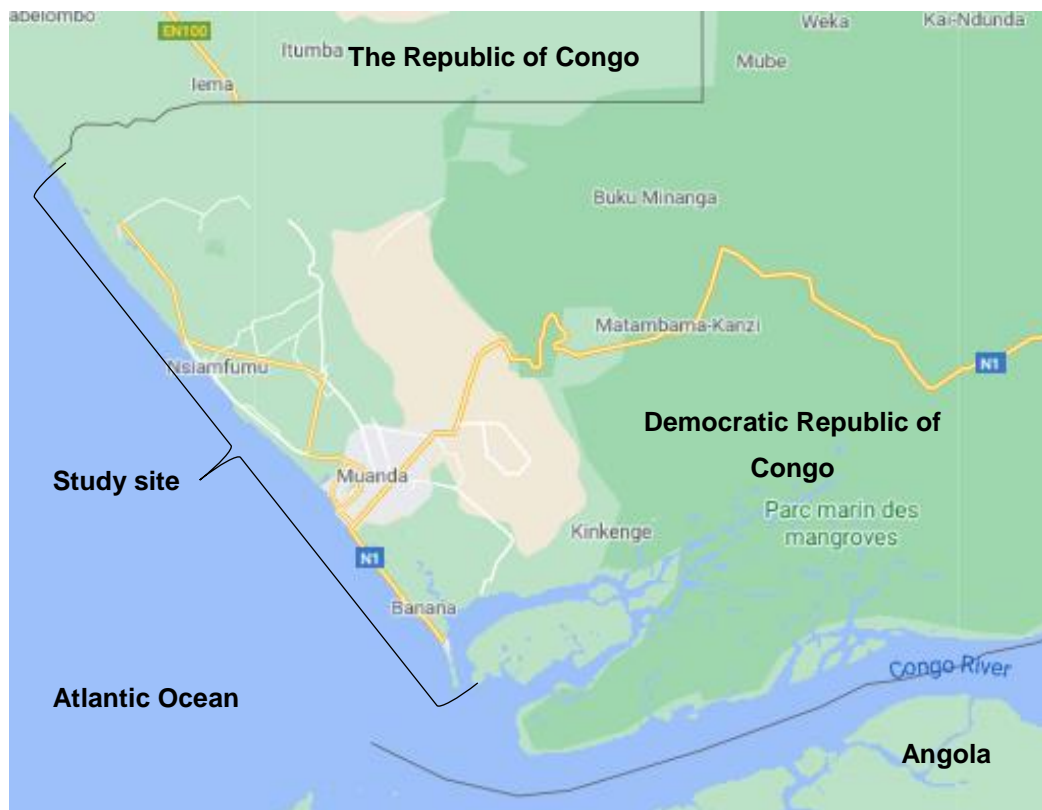 abelombo
EN100
Weka
Kai-Ndunda
Itumba
The Republic of Congo
Mube
Iema
Buku Minanga
Matambama-Kanzi
Nsiamfumu
N1
Democratic Republic of
Congo
Study site
Muanda
Parc marin des
mangroves
Kinkenge
N1
Banana
Congo River
Atlantic Ocean
Angola